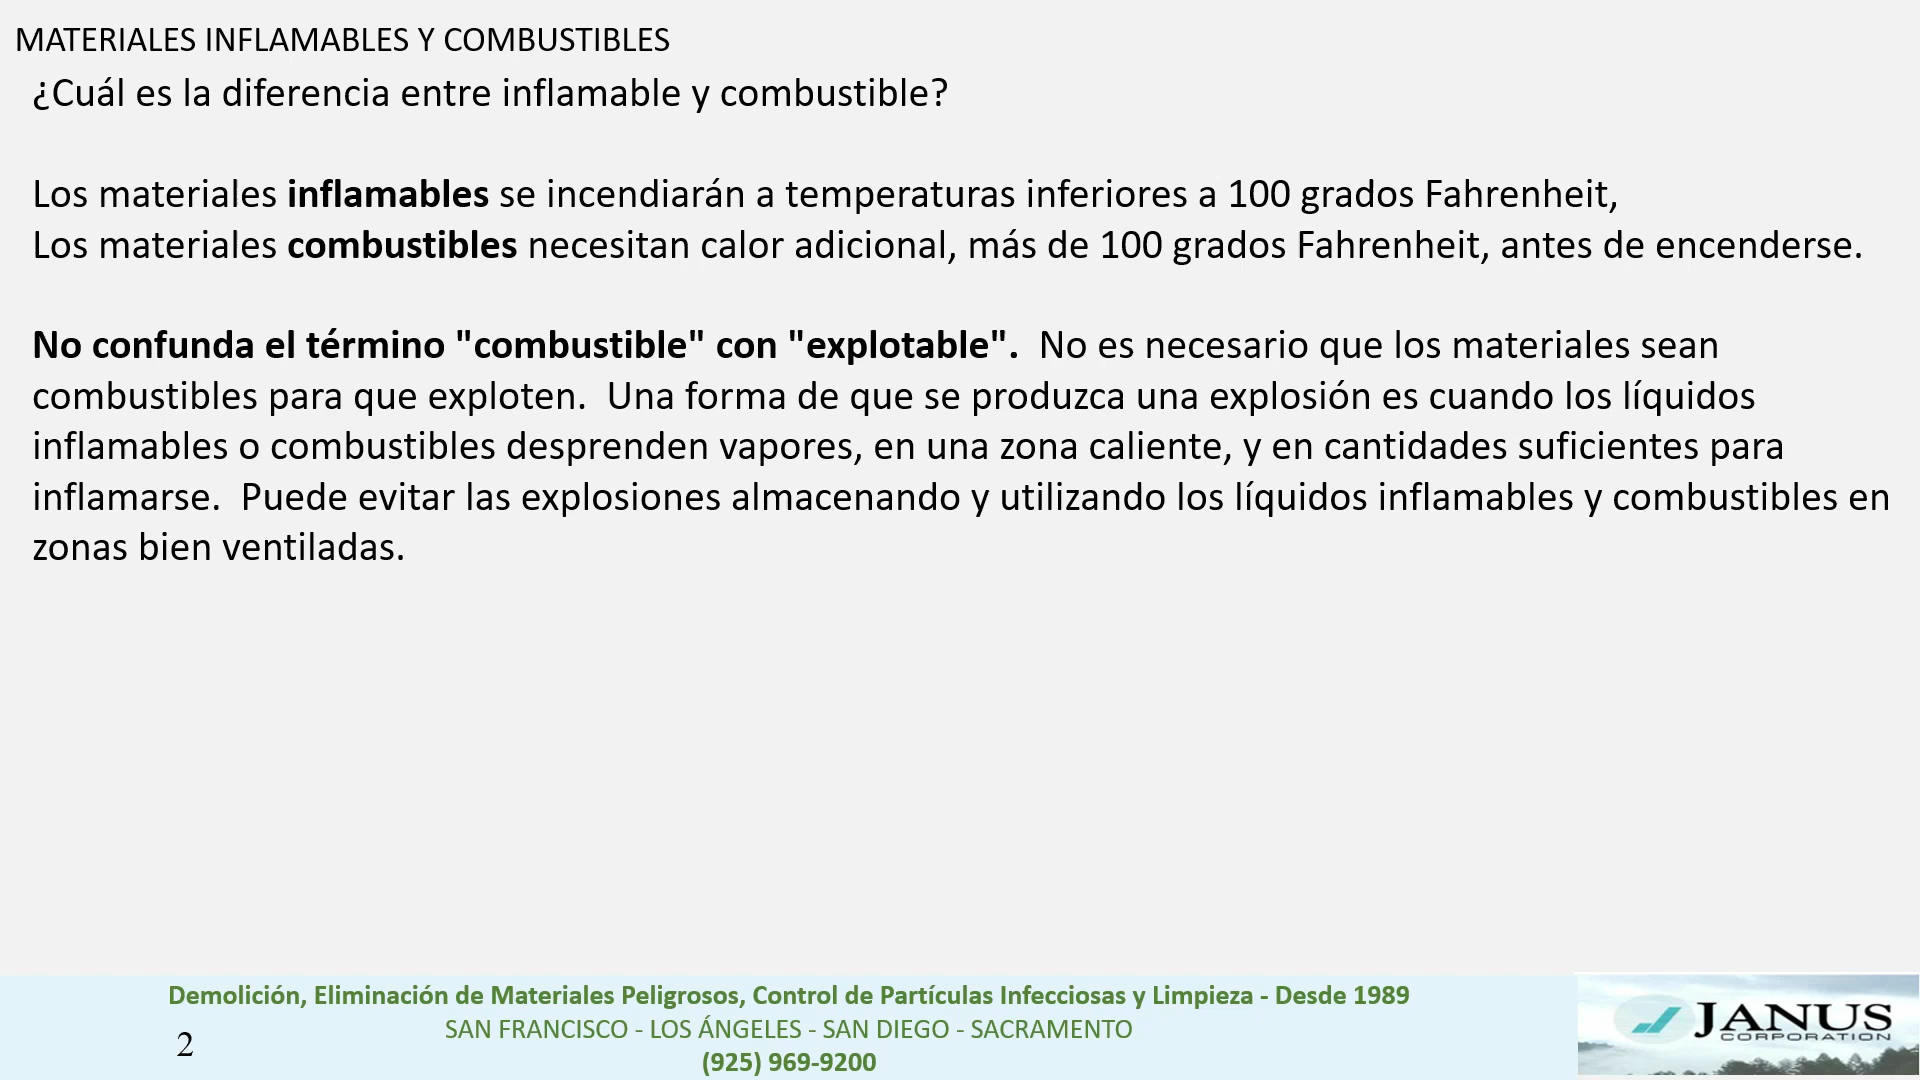 MATERIALES INFLAMABLES Y COMBUSTIBLES
¿Cuál es la diferencia entre inflamable y combustible?
Los materiales inflamables se incendiarán a temperaturas inferiores a 100 grados Fahrenheit,
Los materiales combustibles necesitan calor adicional, más de 100 grados Fahrenheit, antes de encenderse.
No confunda el término "combustible" con "explotable".  No es necesario que los materiales sean
combustibles para que exploten.  Una forma de que se produzca una explosión es cuando los líquidos
inflamables o combustibles desprenden vapores, en una zona caliente, y en cantidades suficientes para
inflamarse.  Puede evitar las explosiones almacenando y utilizando los líquidos inflamables y combustibles en
zonas bien ventiladas.
Demolición, Eliminación de Materiales Peligrosos, Control de Partículas Infecciosas y Limpieza - Desde 1989
SAN FRANCISCO - LOS ÁNGELES - SAN DIEGO - SACRAMENTO
(925) 969-9200
2
JANUS
CORPORATION